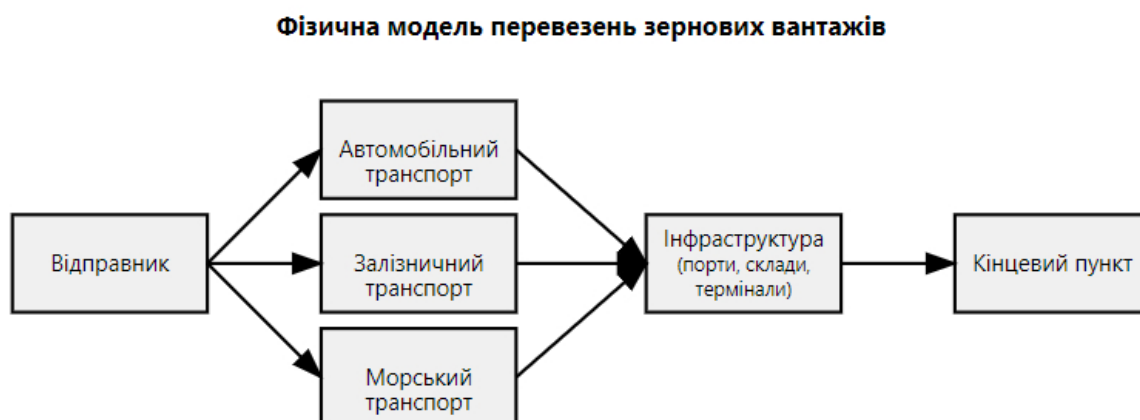 Фізична модель перевезень зернових вантажів
Відправник
Автомобільний
транспорт
Залізничний
транспорт
Морський
транспорт
Інфраструктура
(порти, склади,
термінали)
Кінцевий пункт